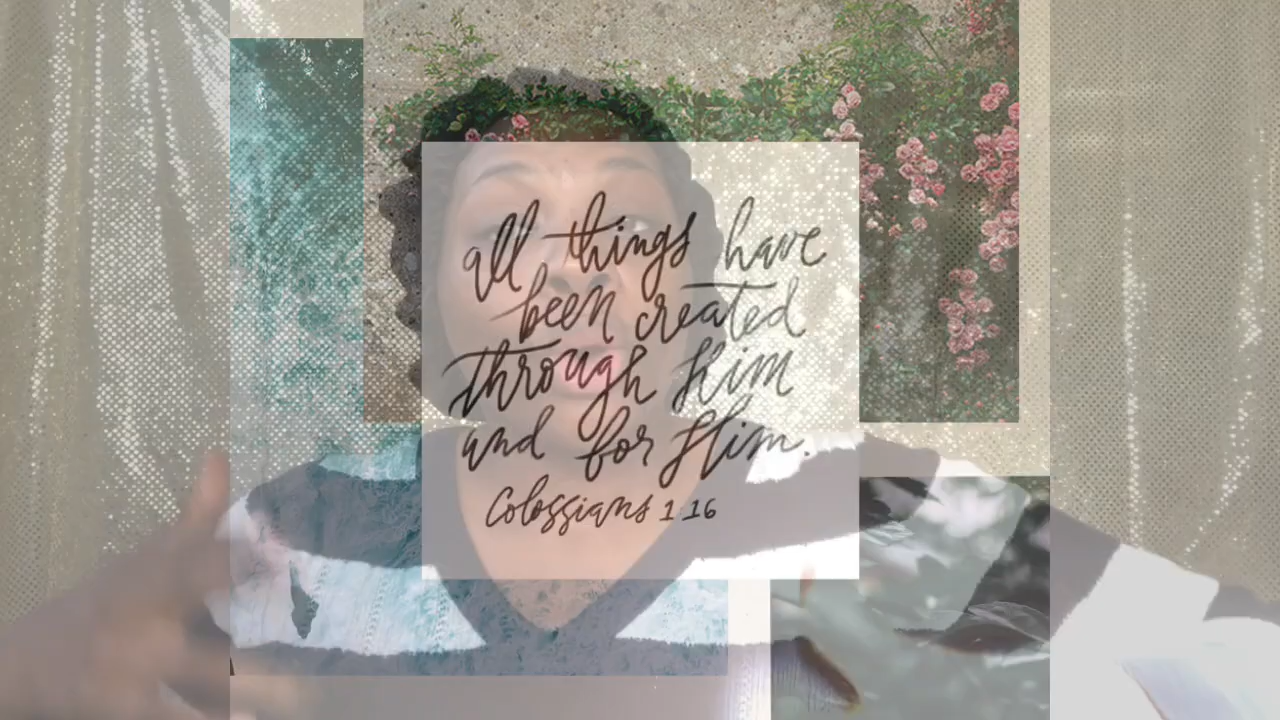 all things have
been created
through Him
and for Him.
Colossians 1:16